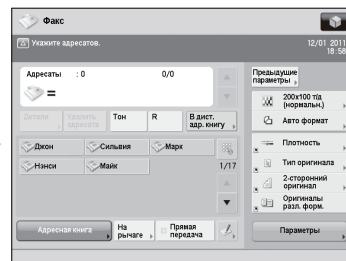 Факс
Укажите адресатов.
12/01 2011
18:58
Адресаты : 0 0/0
=
Детали
Удалить
адресата
Тон
R
В дист.
адр. книгу
Джон
Сильвия
Марк
Нэнси
Майк
1/17
Адресная книга
На
рычаге
Прямая
передача
Предыдущие
параметры
200x100 т/д
(нормальн.)
Авто формат
Плотность
Тип оригинала
2-сторонний
оригинал
Оригиналы
разл. форм.
Параметры